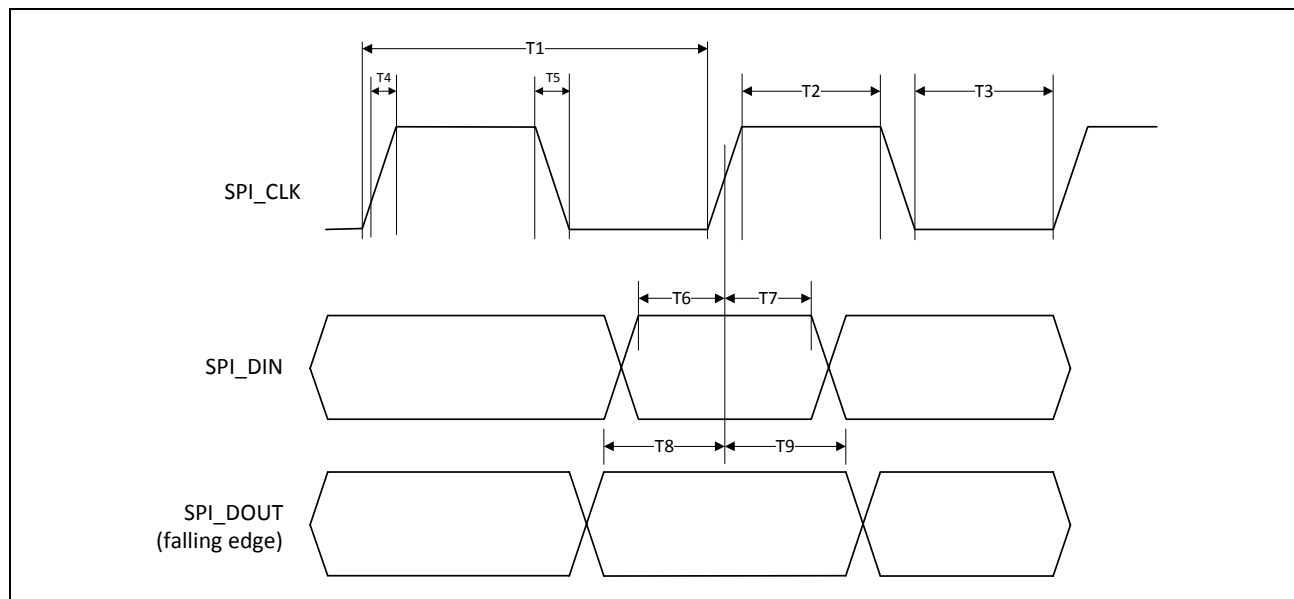 T1
T4
T5
T2
T3
SPI_CLK
T6
T7
SPI_DIN
T8
T9
SPI_DOUT
(falling edge)